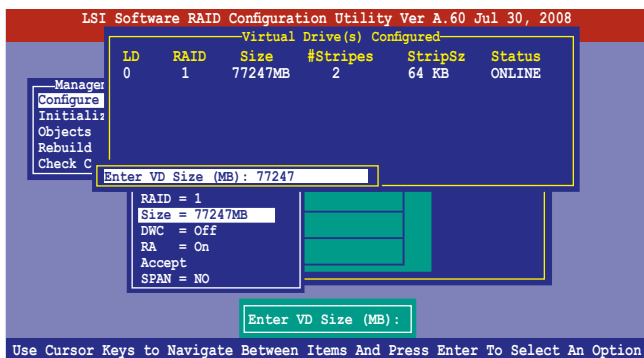 LSI Software RAID Configuration Utility Ver A.60 Jul 30, 2008
Virtual Drive(s) Configured
LD RAID Size #Stripes StripSz Status
0 1 77247MB 2 64 KB ONLINE
Manage
Configure
Initializ
Objects
Rebuild
Check C
Enter VD Size (MB): 77247
RAID = 1
Size = 77247MB
DWC = Off
RA = On
Accept
SPAN = NO
Enter VD Size (MB):
Use Cursor Keys to Navigate Between Items And Press Enter To Select An Option